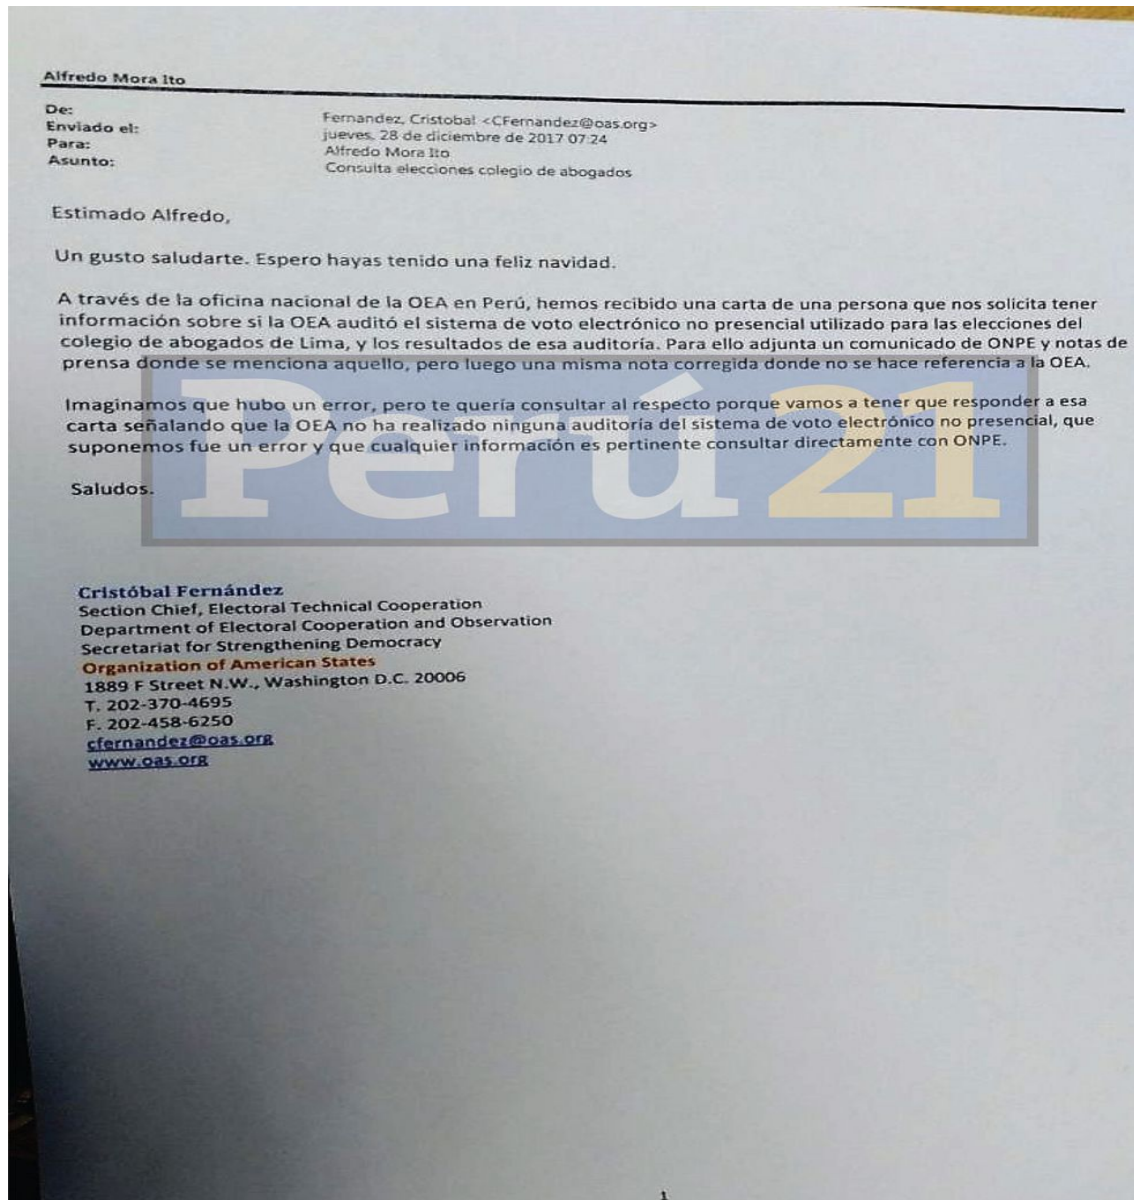 Alfredo Mora Ito
De: Fernandez, Cristobal <CFernandez@oas.org>
Enviado el: jueves, 28 de diciembre de 2017 07:24
Para: Alfredo Mora Ito
Asunto: Consulta elecciones colegio de abogados
Estimado Alfredo,
Un gusto saludarte. Espero hayas tenido una feliz navidad.
A través de la oficina nacional de la OEA en Perú, hemos recibido una carta de una persona que nos solicita tener
información sobre si la OEA auditó el sistema de voto electrónico no presencial utilizado para las elecciones del
colegio de abogados de Lima, y los resultados de esa auditoría. Para ello adjunta un comunicado de ONPE y notas de
prensa donde se menciona aquello, pero luego una misma nota corregida donde no se hace referencia a la OEA.
Imaginamos que hubo un error, pero te quería consultar al respecto porque vamos a tener que responder a esa
carta señalando que la OEA no ha realizado ninguna auditoría del sistema de voto electrónico no presencial, que
suponemos fue un error y que cualquier información es pertinente consultar directamente con ONPE.
Saludos.
Perú21
Cristóbal Fernández
Section Chief, Electoral Technical Cooperation
Department of Electoral Cooperation and Observation
Secretariat for Strengthening Democracy
Organization of American States
1889 F Street N.W., Washington D.C. 20006
T. 202-370-4695
F. 202-458-6250
cfernandez@oas.org
www.oas.org
1